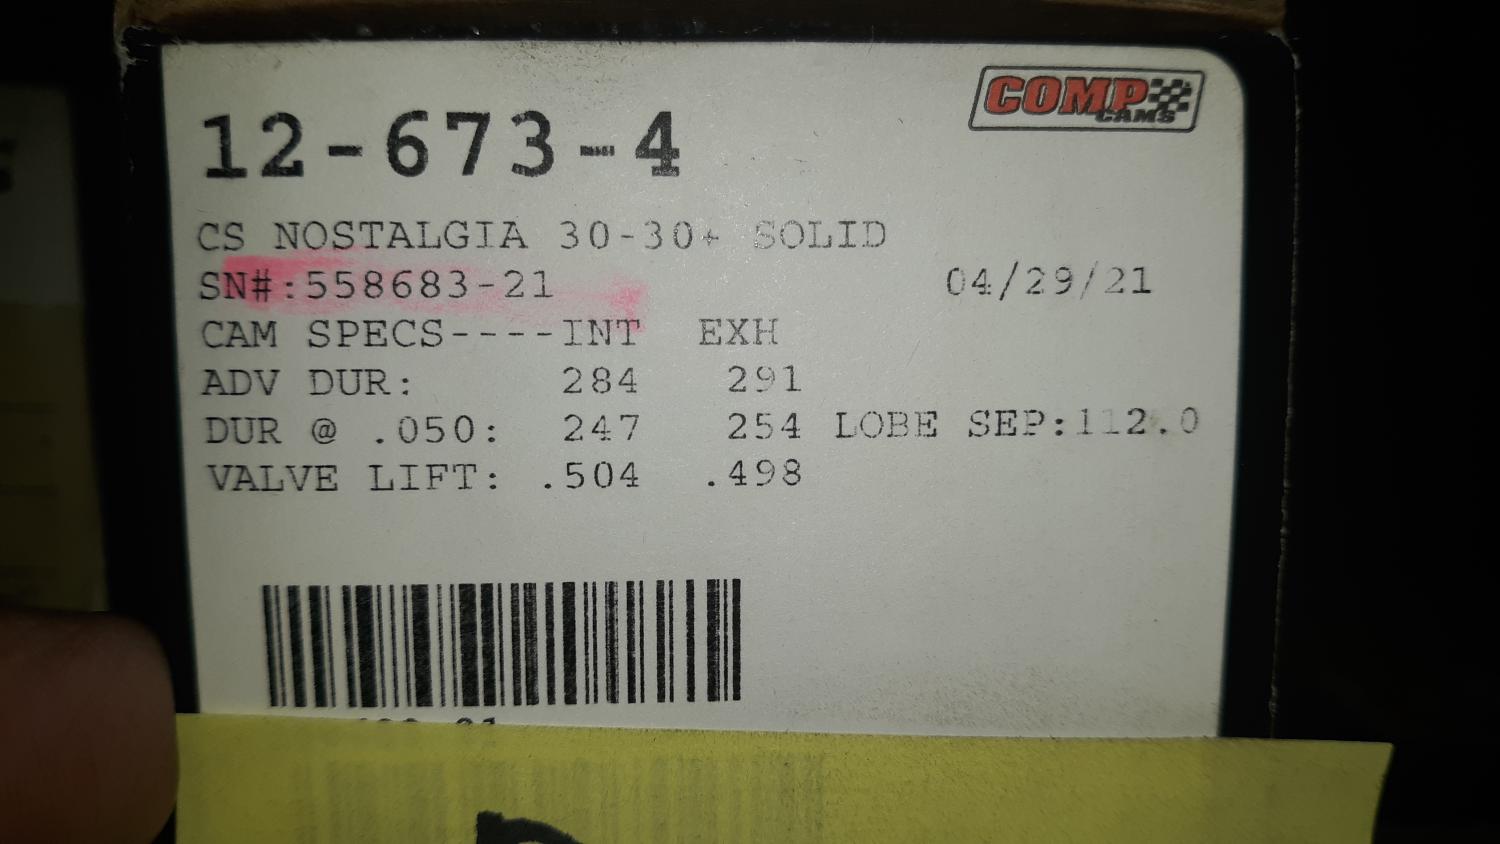 COMP
CAMS
12-673-4
CS NOSTALGIA 30-30+ SOLID
SN#:558683-21 04/29/21
CAM SPECS----INT EXH
ADV DUR: 284 291
DUR @ .050: 247 254 LOBE SEP:112.0
VALVE LIFT: .504 .498